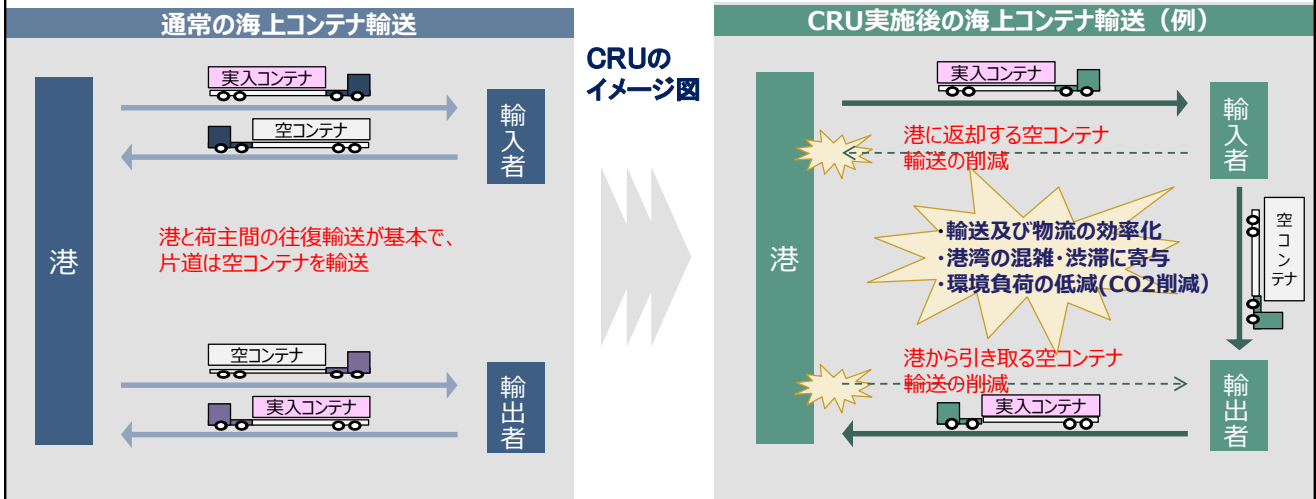 通常の海上コンテナ輸送
実入コンテナ
空コンテナ
港
輸入者
港と荷主間の往復輸送が基本で、
片道は空コンテナを輸送
空コンテナ
実入コンテナ
輸出者
CRUの
イメージ図
CRU実施後の海上コンテナ輸送（例）
実入コンテナ
港に返却する空コンテナ
輸送の削減
港
輸入者
・輸送及び物流の効率化
・港湾の混雑・渋滞に寄与
・環境負荷の低減(CO2削減）
空コンテナ
港から引き取る空コンテナ
輸送の削減
実入コンテナ
輸出者